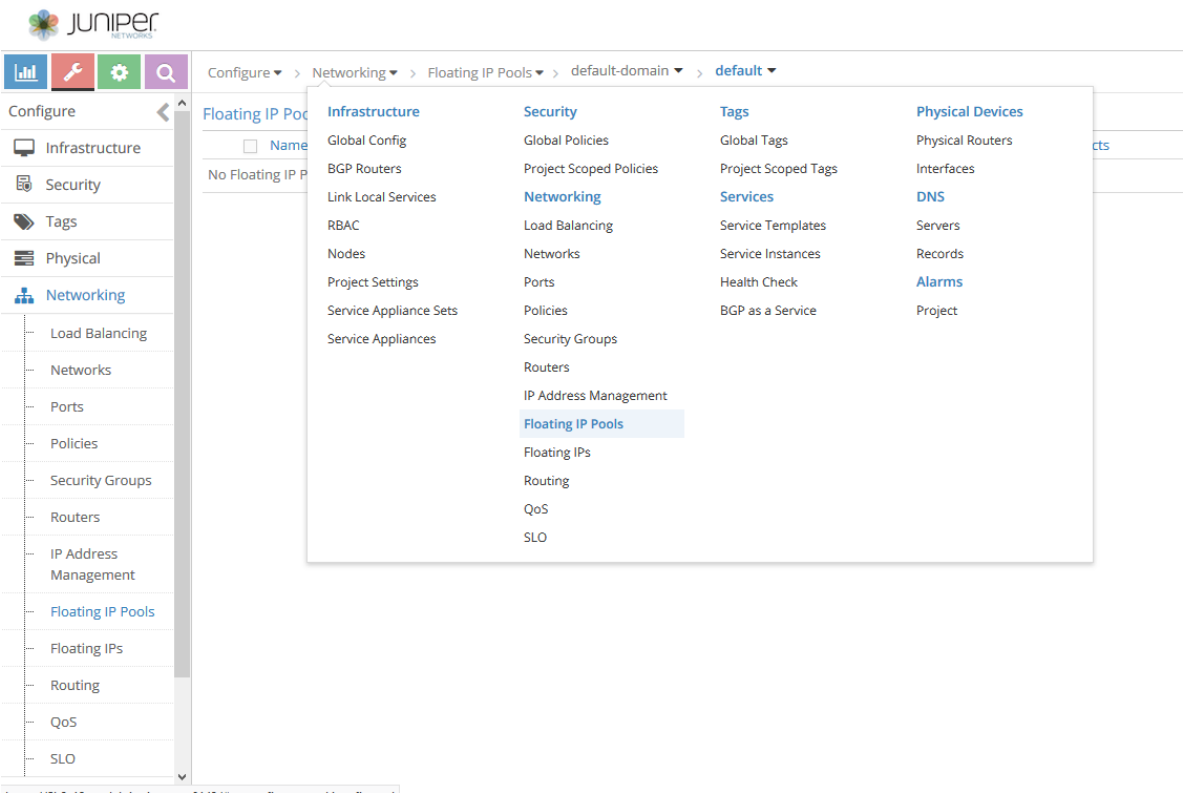 JUNIPER
NETWORKS
Configure > Networking > Floating IP Pools > default-domain > default
Configure
Infrastructure
Security
Tags
Physical
Networking
Load Balancing
Networks
Ports
Policies
Security Groups
Routers
IP Address
Management
Floating IP Pools
Floating IPs
Routing
QoS
SLO
Floating IP Poo
Name
cts
No Floating IP P
Infrastructure
Global Config
BGP Routers
Link Local Services
RBAC
Nodes
Project Settings
Service Appliance Sets
Service Appliances
Security
Global Policies
Project Scoped Policies
Networking
Load Balancing
Networks
Ports
Policies
Security Groups
Routers
IP Address Management
Floating IP Pools
Floating IPs
Routing
QoS
SLO
Tags
Global Tags
Project Scoped Tags
Services
Service Templates
Service Instances
Health Check
BGP as a Service
Physical Devices
Physical Routers
Interfaces
DNS
Servers
Records
Alarms
Project